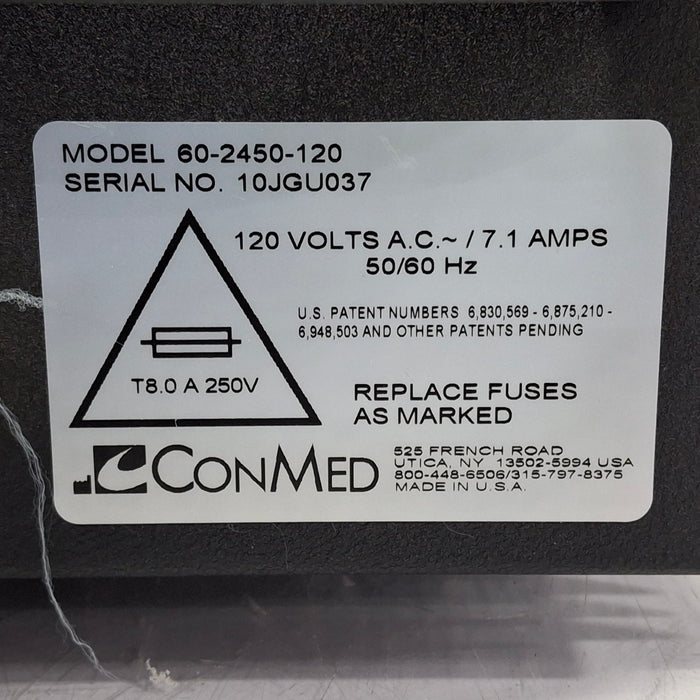 MODEL 60-2450-120
SERIAL NO. 10JGU037
120 VOLTS A.C.~ / 7.1 AMPS
50/60 Hz
U.S. PATENT NUMBERS 6,830,569 - 6,875,210 -
6,948,503 AND OTHER PATENTS PENDING
T8.0 A 250V
REPLACE FUSES
AS MARKED
CONMED
525 FRENCH ROAD
UTICA, NY 13502-5994 USA
800-448-6506/315-797-8375
MADE IN U.S.A.